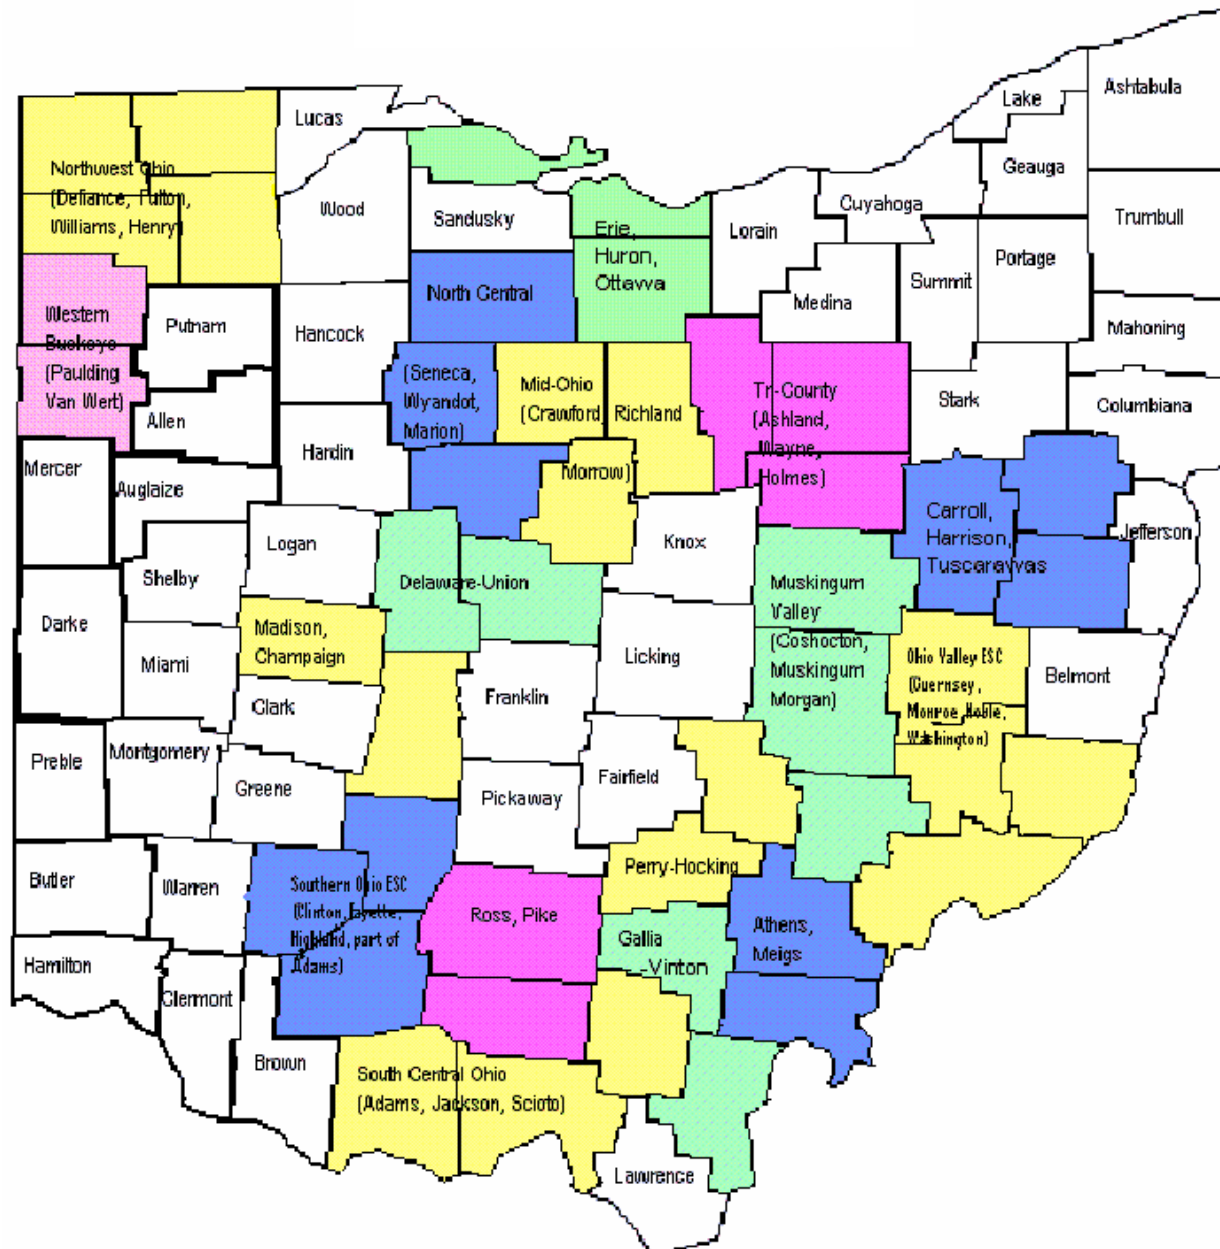 Lake
Ashtabula
Lucas
Geauga
Northwest Ohio
(Defiance, Fulton,
Williams, Henry)
Wood
Sandusky
Erie,
Huron,
Ottawa
Lorain
Cuyahoga
Trumbull
Summit
Portage
North Central
Medina
Mahoning
Western
Buckeye
(Paulding
Van Wert)
Putnam
Hancock
(Seneca,
Wyandot,
Marion)
Mid-Ohio
(Crawford,
Richland
Morrow)
Tri-County
(Ashland,
Wayne,
Holmes)
Stark
Columbiana
Allen
Hardin
Mercer
Auglaize
Carroll,
Harrison,
Tuscarawas
Jefferson
Logan
Knox
Shelby
Delaware-Union
Muskingum
Valley
(Coshocton,
Muskingum
Morgan)
Darke
Madison,
Champaign
Miami
Licking
Ohio Valley ESC
(Guernsey,
Monroe, Noble,
Washington)
Belmont
Clark
Franklin
Preble
Montgomery
Greene
Pickaway
Fairfield
Perry-Hocking
Butler
Warren
Southern Ohio ESC
(Clinton, Fayette,
Highland, part of
Adams)
Ross, Pike
Gallia
-Vinton
Athens,
Meigs
Hamilton
Clermont
Brown
South Central Ohio
(Adams, Jackson, Scioto)
Lawrence